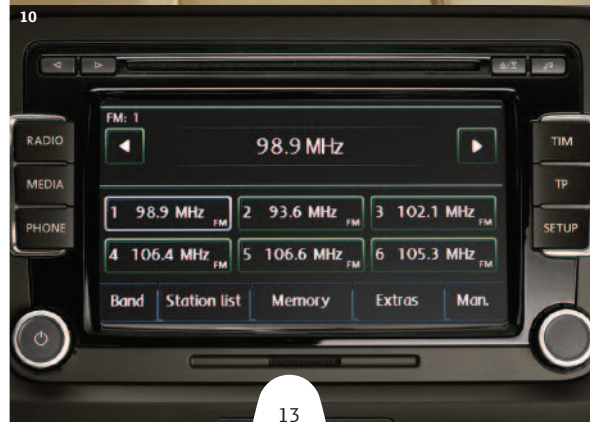 10
RADIO
MEDIA
PHONE
FM: 1
98.9 MHz
1 98.9 MHz FM
2 93.6 MHz FM
3 102.1 MHz FM
4 106.4 MHz FM
5 106.6 MHz FM
6 105.3 MHz FM
Band Station list Memory Extras Man.
TIM
TP
SETUP
13